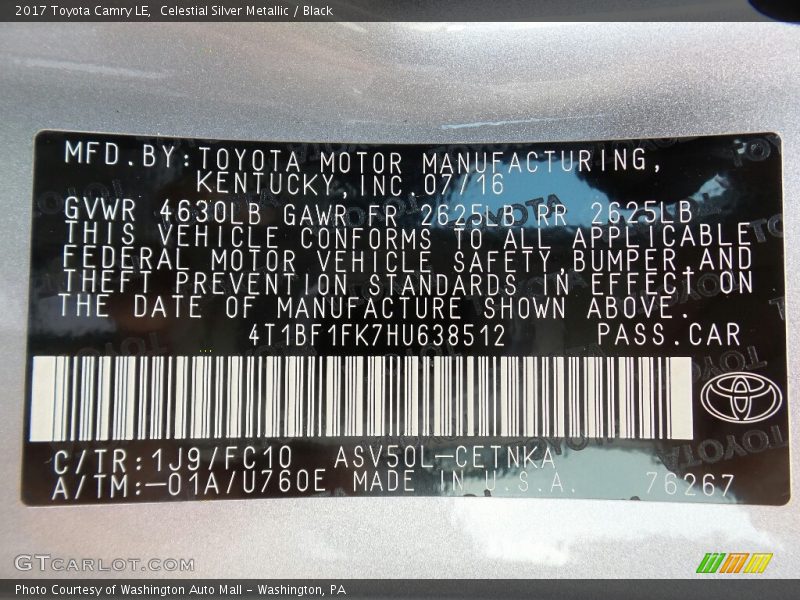 2017 Toyota Camry LE,  Celestial Silver Metallic / Black
MFD.BY:TOYOTA MOTOR MANUFACTURING,
KENTUCKY,INC.07/16
GVWR 4630LB GAWR FR 2625LB RR 2625LB
THIS VEHICLE CONFORMS TO ALL APPLICABLE
FEDERAL MOTOR VEHICLE SAFETY,BUMPER,AND
THEFT PREVENTION STANDARDS IN EFFECT ON
THE DATE OF MANUFACTURE SHOWN ABOVE.
4T1BF1FK7HU638512 PASS.CAR
C/TR:1J9/FC10 ASV50L-CETNKA
A/TM:-01A/U760E MADE IN U.S.A. 76267
GTCARLOT.COM
Photo Courtesy of Washington Auto Mall - Washington, PA